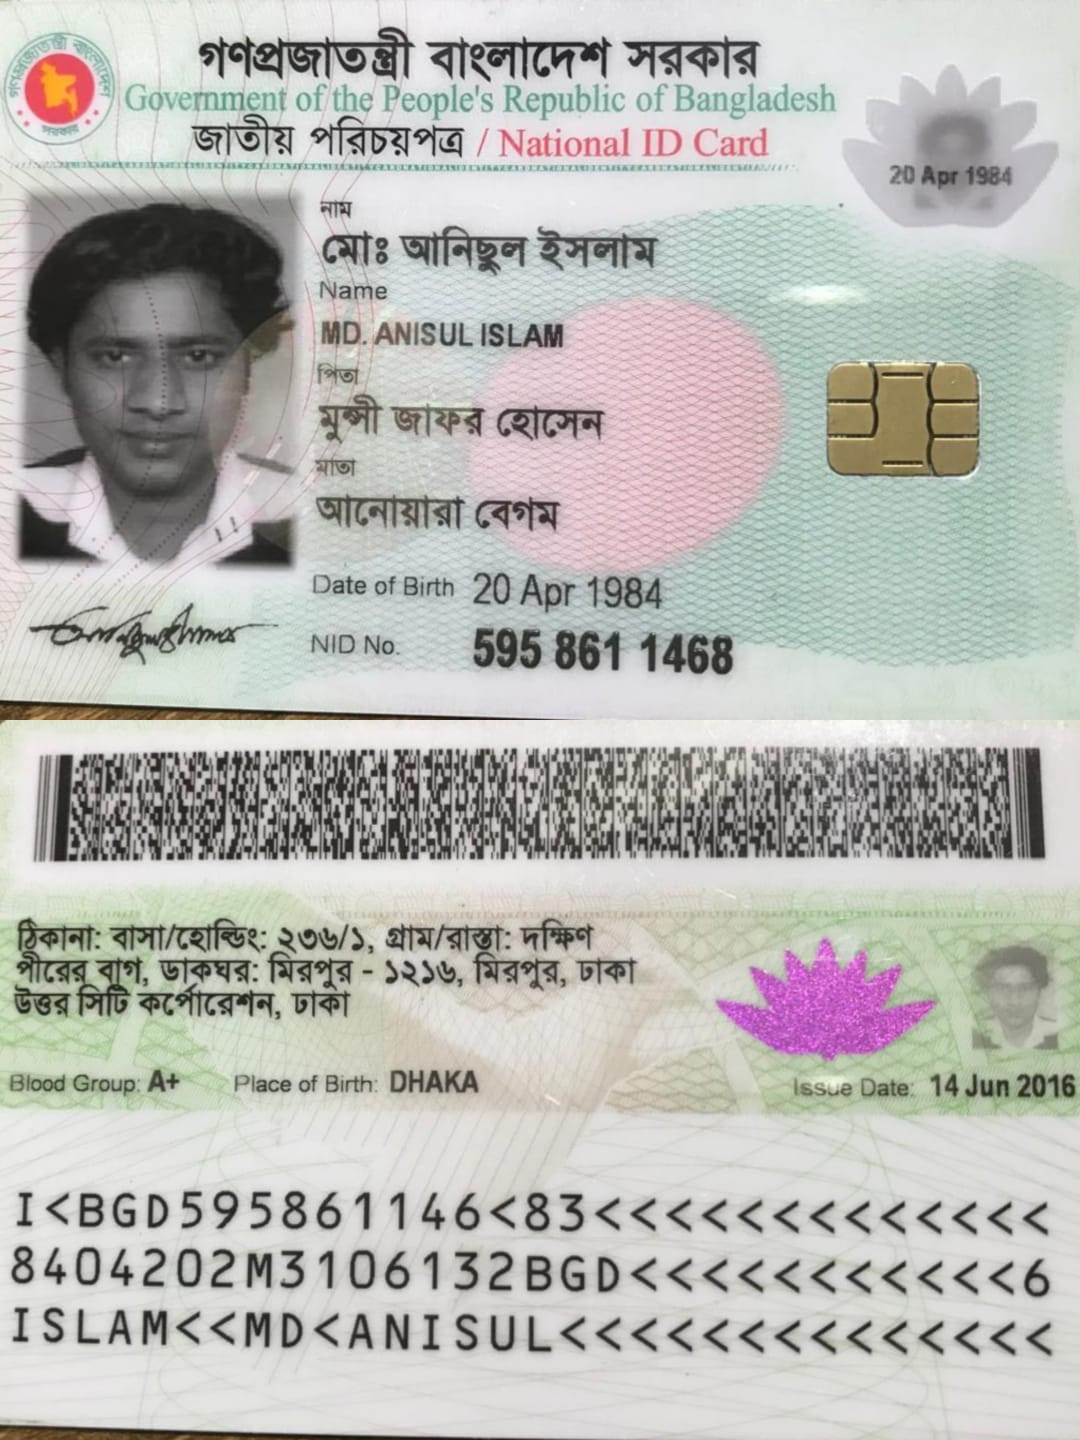 গণপ্রজাতন্ত্রী বাংলাদেশ সরকার
Government of the People's Republic of Bangladesh
জাতীয় পরিচয়পত্র / National ID Card
20 Apr 1984
নাম
মোঃ আনিছুল ইসলাম
Name
MD. ANISUL ISLAM
পিতা
মুন্সী জাফর হোসেন
মাতা
আনোয়ারা বেগম
Date of Birth 20 Apr 1984
NID No. 595 861 1468
ঠিকানা: বাসা/হোল্ডিং: ২৩৬/১, গ্রাম/রাস্তা: দক্ষিণ
পীরের বাগ, ডাকঘর: মিরপুর - ১২১৬, মিরপুর, ঢাকা
উত্তর সিটি কর্পোরেশন, ঢাকা
Blood Group: A+ Place of Birth: DHAKA Issue Date: 14 Jun 2016
I<BGD595861146<83<<<<<<<<<<<<<
8404202M3106132BGD<<<<<<<<<<<6
ISLAM<<MD<ANISUL<<<<<<<<<<<<<<